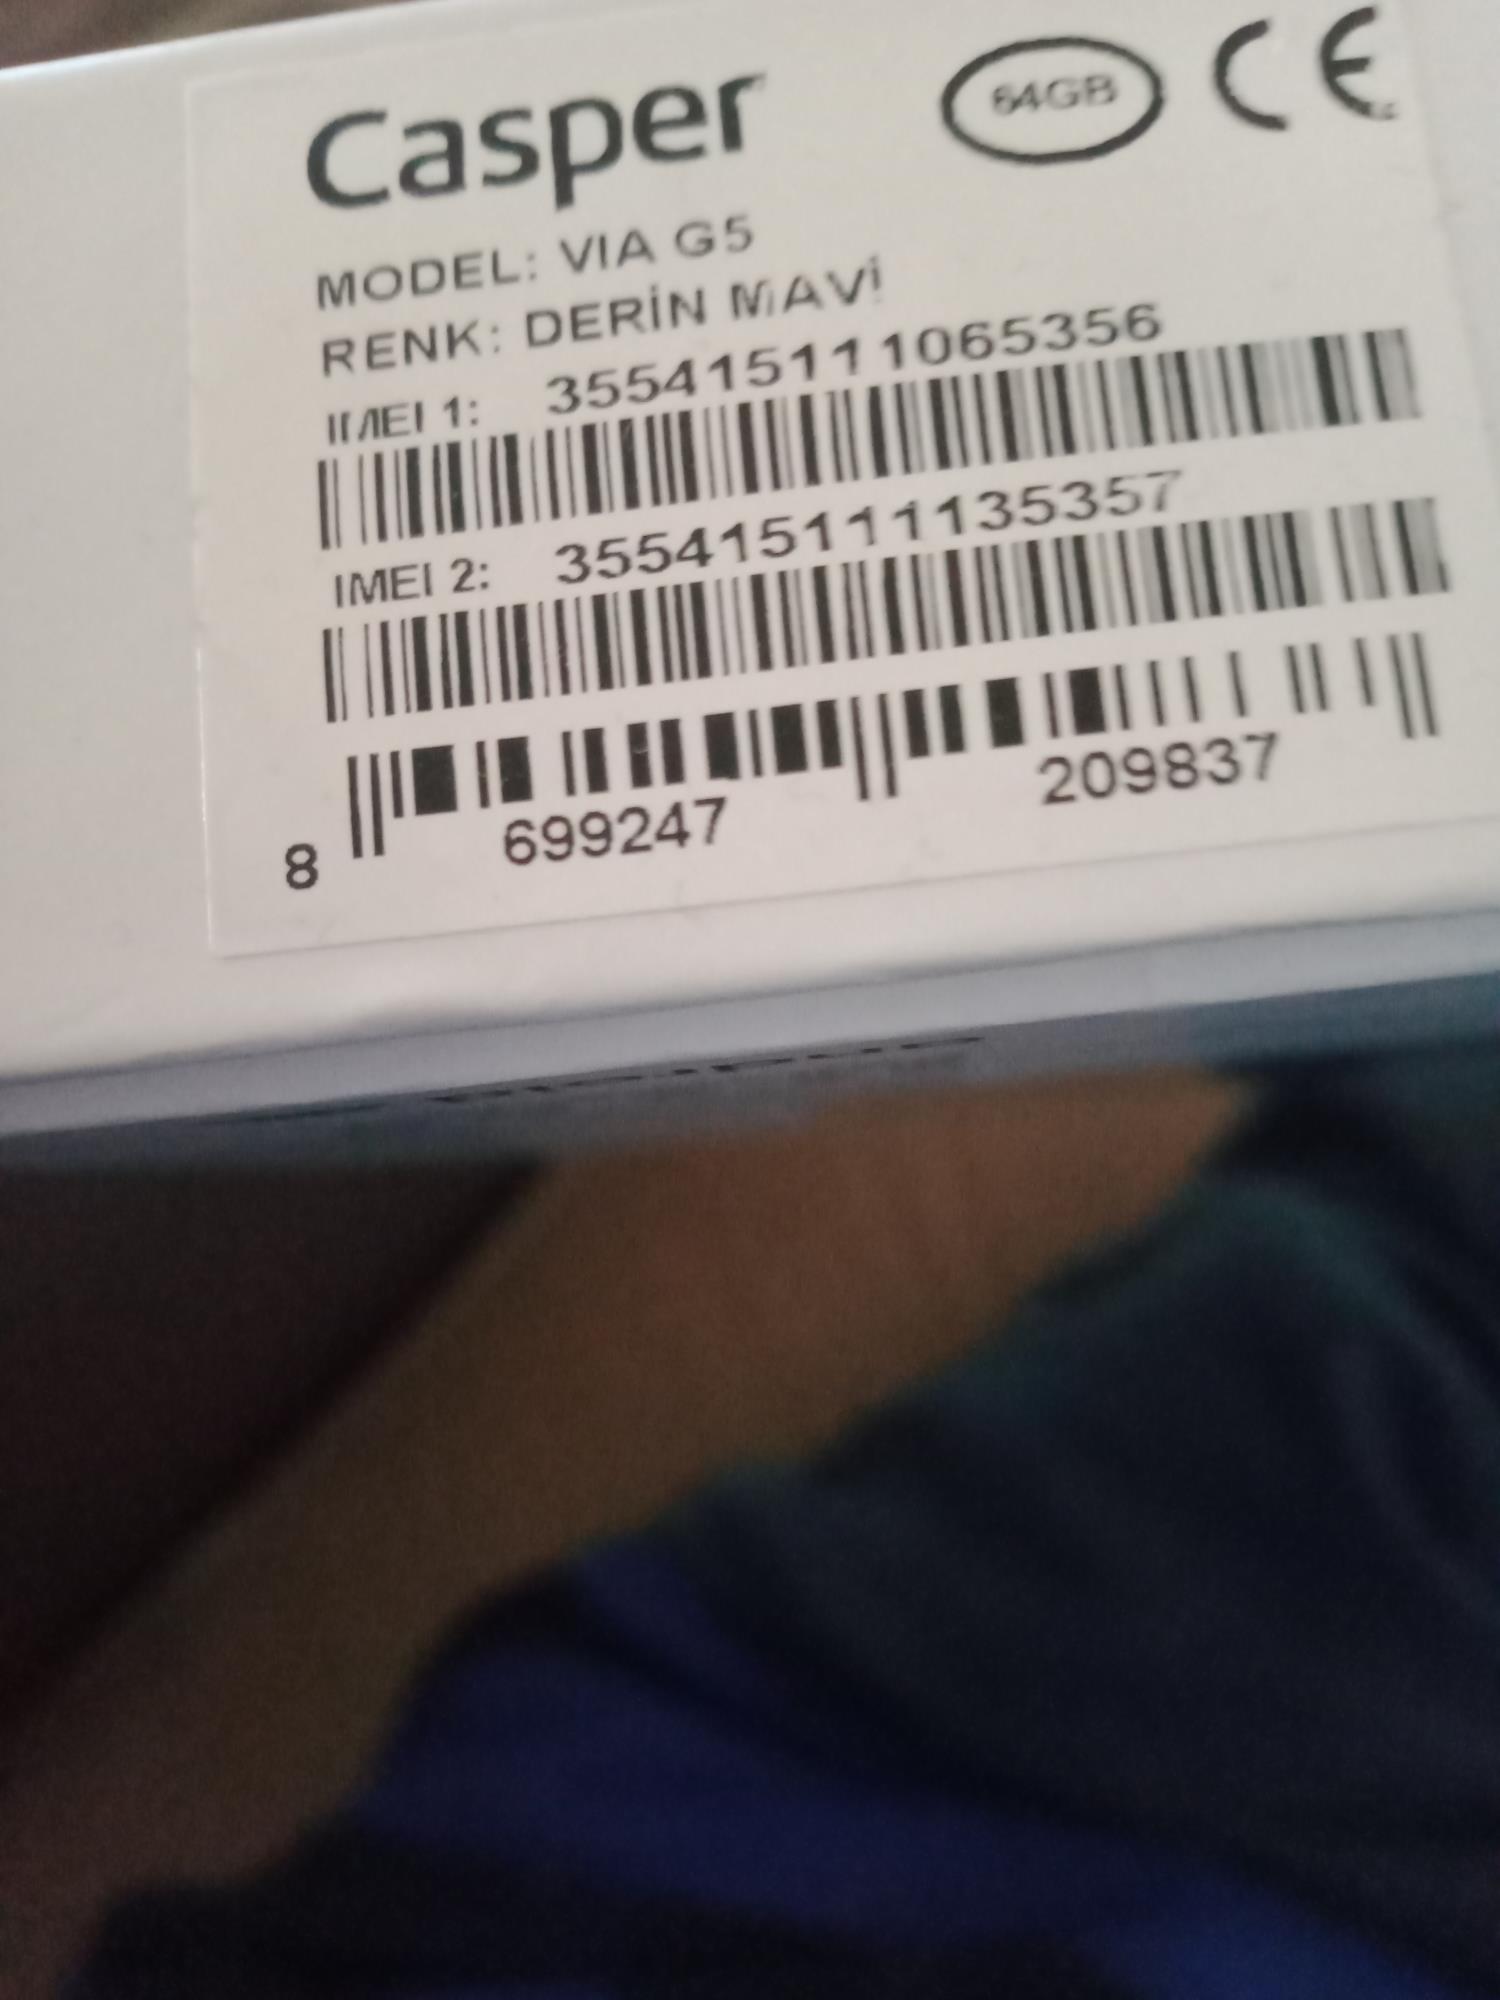 Casper 64GB CE
MODEL: VIA G5
RENK: DERİN MAVİ
IMEI 1: 355415111065356
IMEI 2: 355415111135357
8 699247 209837